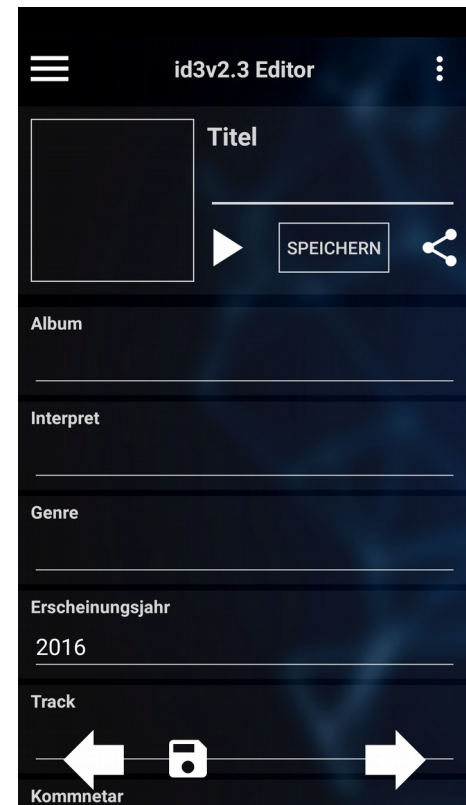 id3v2.3 Editor
Titel
SPEICHERN
Album
Interpret
Genre
Erscheinungsjahr
2016
Track
Kommnetar